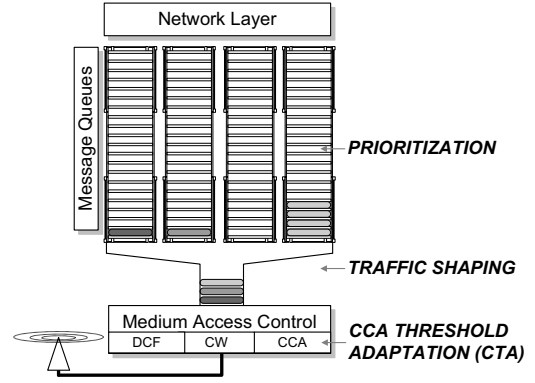 Network Layer
Message Queues
PRIORITIZATION
TRAFFIC SHAPING
Medium Access Control
DCF CW CCA
CCA THRESHOLD
ADAPTATION (CTA)